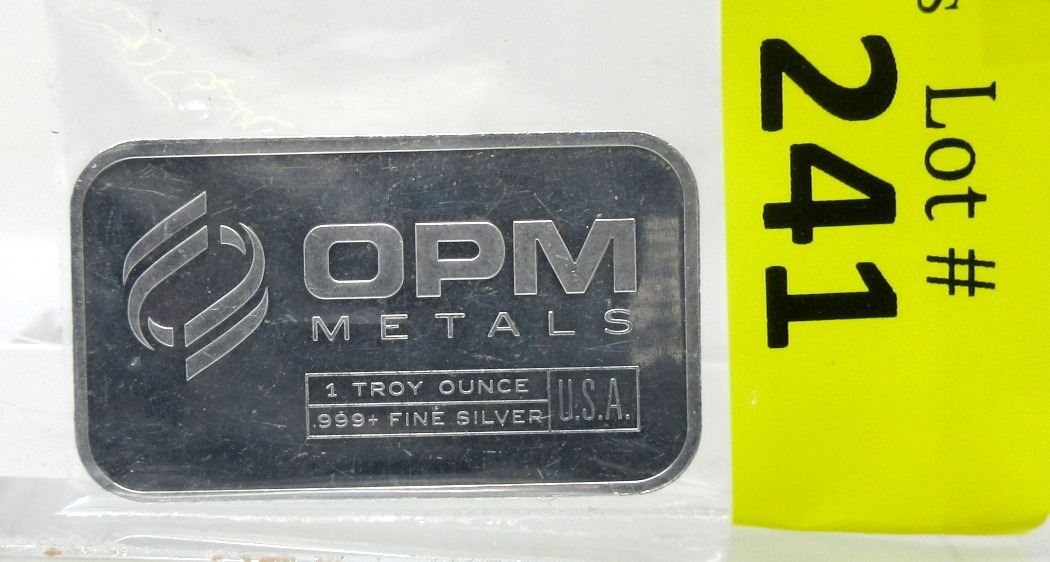 OPM
METALS
1 TROY OUNCE
.999+ FINE SILVER
U.S.A.
Lot #
241